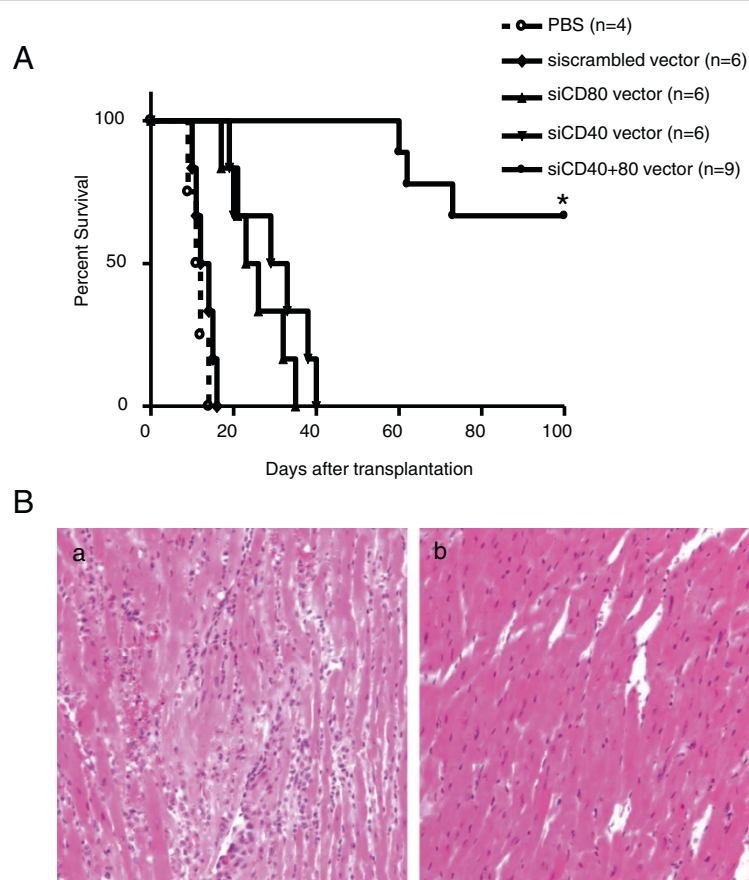 A
PBS (n=4)
siscrambled vector (n=6)
siCD80 vector (n=6)
siCD40 vector (n=6)
siCD40+80 vector (n=9)
*
Percent Survival
100
50
0
0 20 40 60 80 100
Days after transplantation
B
a
b